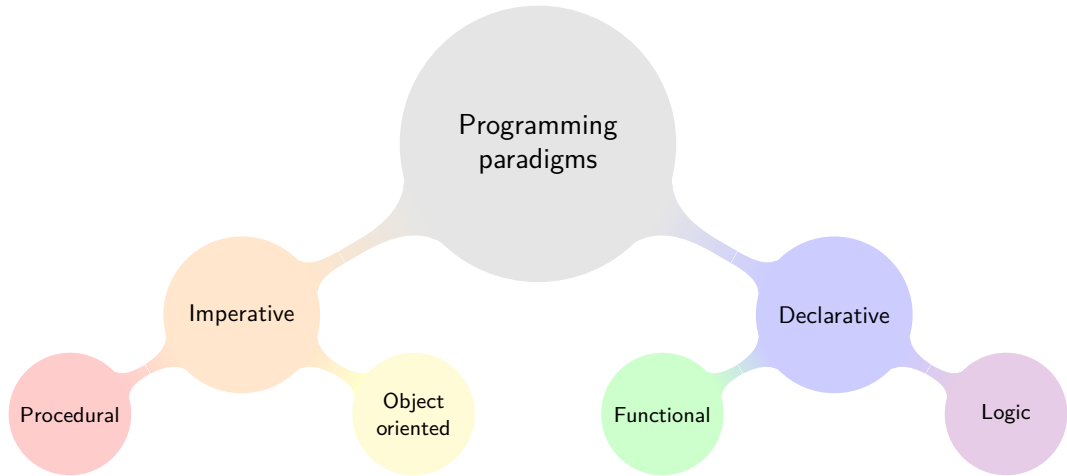 Programming
paradigms
Imperative
Declarative
Procedural
Object
oriented
Functional
Logic